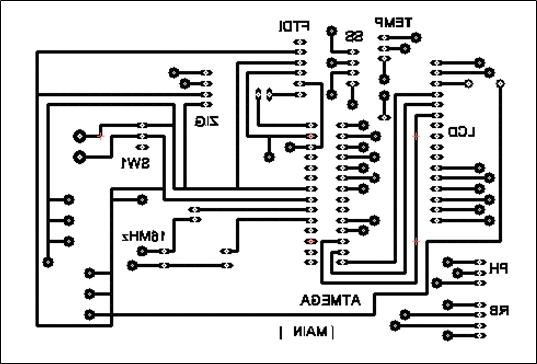 FTDI
SS
TEMP
ZIG
LCD
SW1
16MHz
PH
ATMEGA
RB
| MAIN |